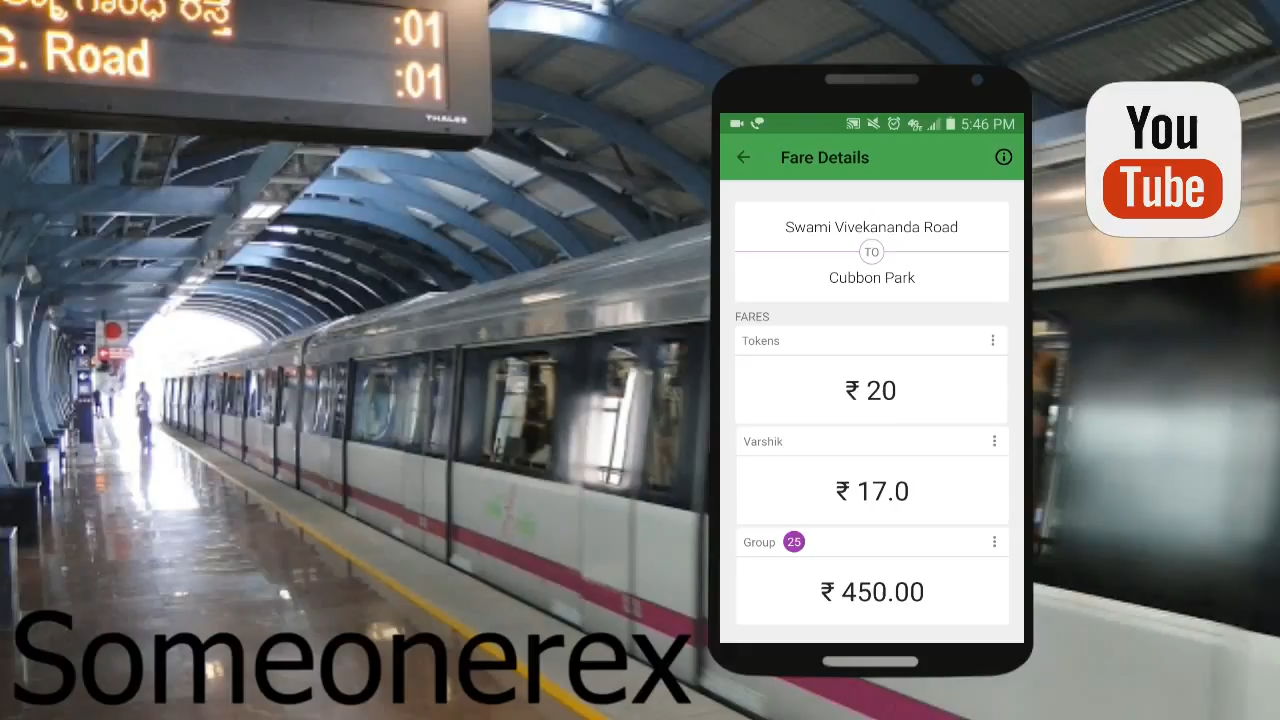 ಗಾಂಧಿ ರಸ್ತೆ :01
G. Road :01
THALES
5:46 PM
Fare Details
Swami Vivekananda Road
TO
Cubbon Park
FARES
Tokens
₹ 20
Varshik
₹ 17.0
Group 25
₹ 450.00
You
Tube
Someonerex